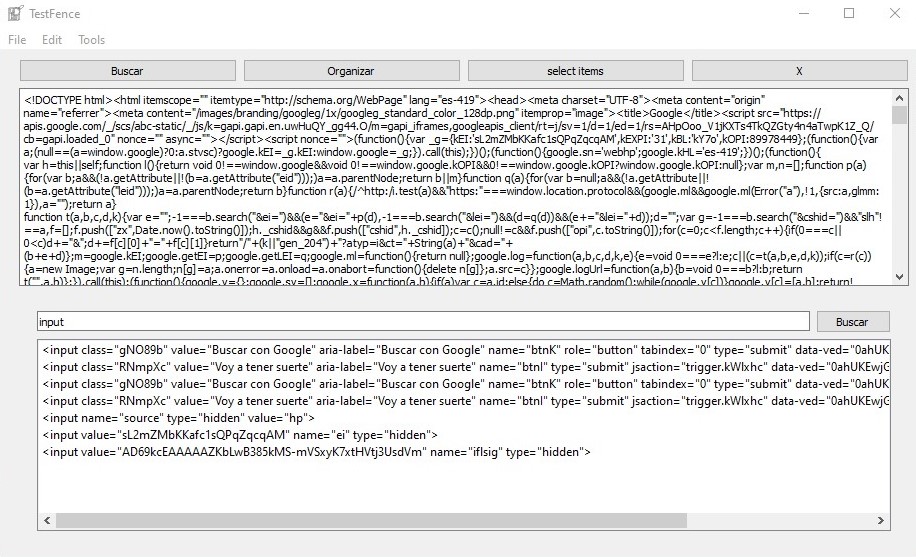 TestFence
File Edit Tools
Buscar Organizar select items X
<!DOCTYPE html><html itemscope="" itemtype="http://schema.org/WebPage" lang="es-419"><head><meta charset="UTF-8"><meta content="origin"
name="referrer"><meta content="/images/branding/googleg/1x/googleg_standard_color_128dp.png" itemprop="image"><title>Google</title><script src="https://
apis.google.com/_/scs/abc-static/_/js/k=gapi.gapi.en.uwHuQY_gg44.O/m=gapi_iframes,googleapis_client/rt=j/sv=1/d=1/ed=1/rs=AHpOoo_V1jKXTs4TkQZGty4n4aTwpK1Z_Q/
cb=gapi.loaded_0" nonce="" async=""></script><script nonce="">(function(){var _g={kEI:'sL2mZMbKKafc1sQPqZqcqAM',kEXPI:'31',kBL:'kY7o',kOPI:89978449};(function(){var
a;(null==(a=window.google)?0:a.stvsc)?google.kEI=_g.kEI:window.google=_g;}).call(this);})();(function(){google.sn='webhp';google.kHL='es-419';})();(function(){
var h=this||self;function l(){return void 0!==window.google&&void 0!==window.google.kOPI&&0!==window.google.kOPI?window.google.kOPI:null};var m,n=[];function p(a)
{for(var b;a&&(!a.getAttribute||!(b=a.getAttribute("eid")));)a=a.parentNode;return b||m}function q(a){for(var b=null;a&&(!a.getAttribute||!
(b=a.getAttribute("leid")));)a=a.parentNode;return b}function r(a){/^http:/i.test(a)&&"https:"===window.location.protocol&&(google.ml&&google.ml(Error("a"),!1,{src:a,glmm:
1}),a="");return a}
function t(a,b,c,d,k){var e="";-1===b.search("&ei=")&&(e="&ei="+p(d),-1===b.search("&lei=")&&(d=q(d))&&(e+="&lei="+d));d="";var g=-1===b.search("&cshid=")&&"slh"!
==a,f=[];f.push(["zx",Date.now().toString()]);h._cshid&&g&&f.push(["cshid",h._cshid]);c=c();null!=c&&f.push(["opi",c.toString()]);for(c=0;c<f.length;c++){if(0===c||
0<c)d+="&";d+=f[c][0]+"="+f[c][1]}return"/"+(k||"gen_204")+"?atyp=i&ct="+String(a)+"&cad="+
(b+e+d)};m=google.kEI;google.getEI=p;google.getLEI=q;google.ml=function(){return null};google.log=function(a,b,c,d,k,e){e=void 0===e?l:e;c||(c=t(a,b,e,d,k));if(c=r(c))
{a=new Image;var g=n.length;n[g]=a;a.onerror=a.onload=a.onabort=function(){delete n[g]};a.src=c}};google.logUrl=function(a,b){b=void 0===b?l:b;return
t("",a,b)};}).call(this);(function(){google.y={};google.sy=[];google.x=function(a,b){if(a)var c=a.id;else{do c=Math.random();while(google.y[c])}google.y[c]=[a,b];return!
input Buscar
<input class="gNO89b" value="Buscar con Google" aria-label="Buscar con Google" name="btnK" role="button" tabindex="0" type="submit" data-ved="0ahUK
<input class="RNmpXc" value="Voy a tener suerte" aria-label="Voy a tener suerte" name="btnI" type="submit" jsaction="trigger.kWlxhc" data-ved="0ahUKEwjG
<input class="gNO89b" value="Buscar con Google" aria-label="Buscar con Google" name="btnK" role="button" tabindex="0" type="submit" data-ved="0ahUK
<input class="RNmpXc" value="Voy a tener suerte" aria-label="Voy a tener suerte" name="btnI" type="submit" jsaction="trigger.kWlxhc" data-ved="0ahUKEwjG
<input name="source" type="hidden" value="hp">
<input value="sL2mZMbKKafc1sQPqZqcqAM" name="ei" type="hidden">
<input value="AD69kcEAAAAAZKbLwB385kMS-mVSxyK7xtHVtj3UsdVm" name="iflsig" type="hidden">